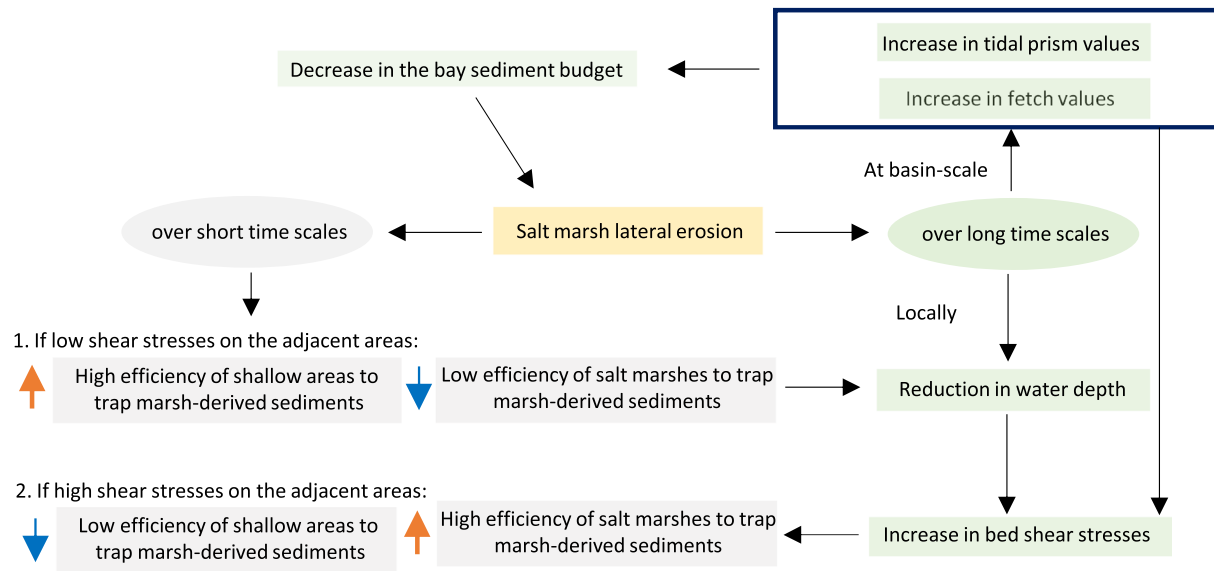 Increase in tidal prism values
Decrease in the bay sediment budget
Increase in fetch values
At basin-scale
over short time scales
Salt marsh lateral erosion
over long time scales
Locally
1. If low shear stresses on the adjacent areas:
High efficiency of shallow areas to
trap marsh-derived sediments
Low efficiency of salt marshes to trap
marsh-derived sediments
Reduction in water depth
2. If high shear stresses on the adjacent areas:
Low efficiency of shallow areas to
trap marsh-derived sediments
High efficiency of salt marshes to trap
marsh-derived sediments
Increase in bed shear stresses